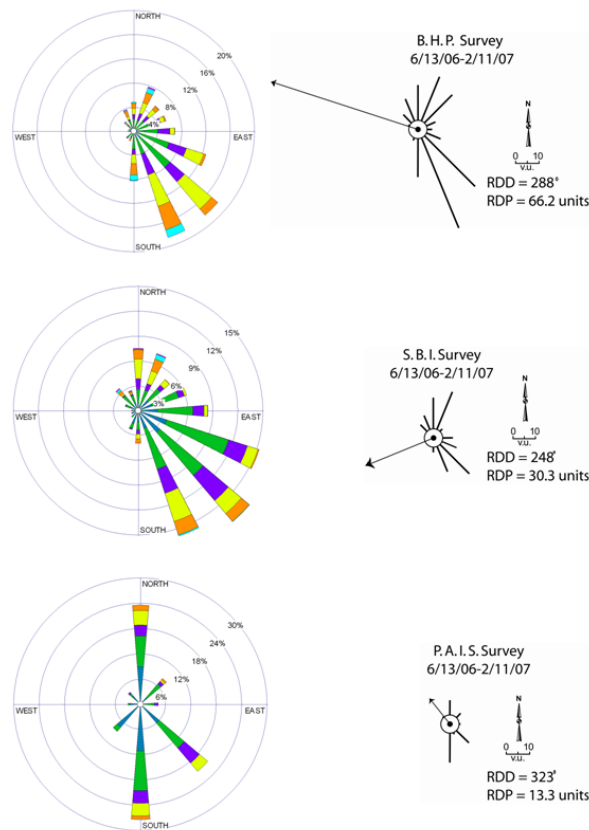 NORTH
20%
16%
12%
8%
4%
WEST
EAST
SOUTH
B.H.P. Survey
6/13/06-2/11/07
N
S
0 10
v.u.
RDD = 288°
RDP = 66.2 units
NORTH
15%
12%
9%
6%
3%
WEST
EAST
SOUTH
S.B.I. Survey
6/13/06-2/11/07
N
S
0 10
v.u.
RDD = 248°
RDP = 30.3 units
NORTH
30%
24%
18%
12%
6%
WEST
EAST
SOUTH
P.A.I.S. Survey
6/13/06-2/11/07
N
S
0 10
v.u.
RDD = 323°
RDP = 13.3 units